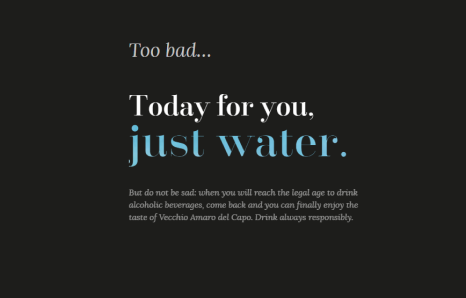 Too bad...
Today for you,
just water.
But do not be sad: when you will reach the legal age to drink
alcoholic beverages, come back and you can finally enjoy the
taste of Vecchio Amaro del Capo. Drink always responsibly.